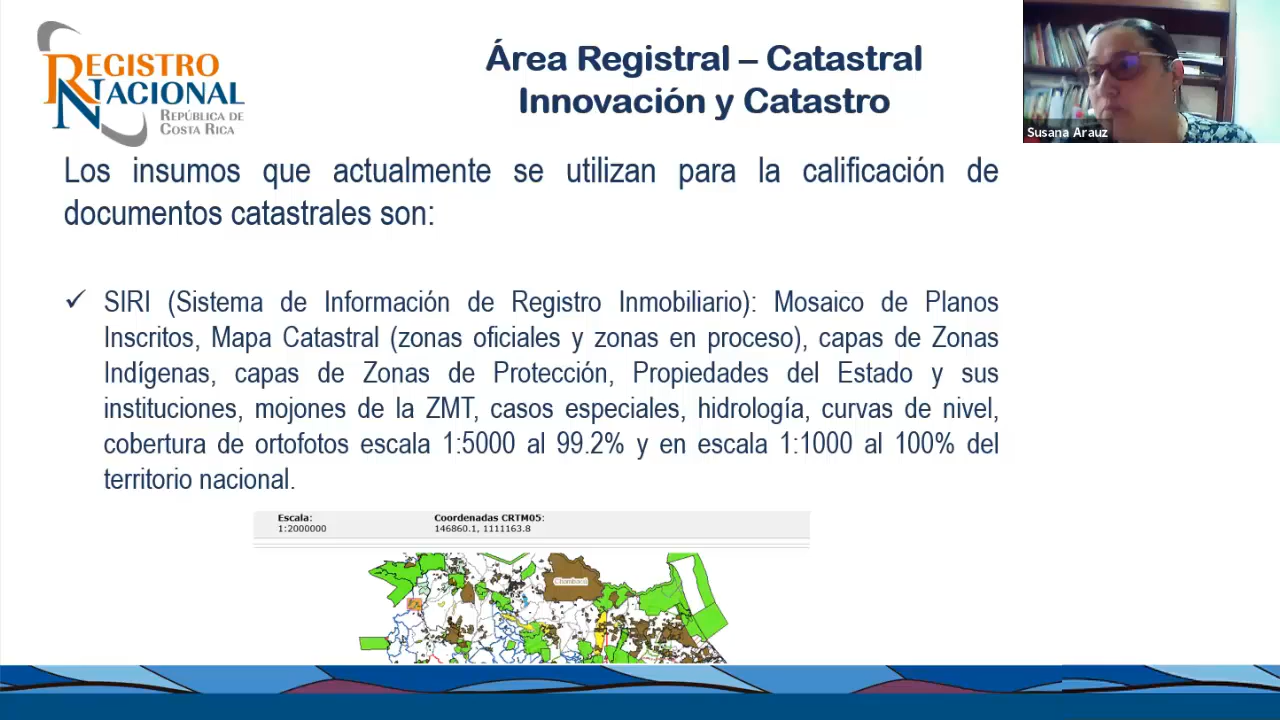 REGISTRO
NACIONAL
REPÚBLICA DE
COSTA RICA
Área Registral – Catastral
Innovación y Catastro
Susana Arauz
Los insumos que actualmente se utilizan para la calificación de
documentos catastrales son:
✓ SIRI (Sistema de Información de Registro Inmobiliario): Mosaico de Planos
Inscritos, Mapa Catastral (zonas oficiales y zonas en proceso), capas de Zonas
Indígenas, capas de Zonas de Protección, Propiedades del Estado y sus
instituciones, mojones de la ZMT, casos especiales, hidrología, curvas de nivel,
cobertura de ortofotos escala 1:5000 al 99.2% y en escala 1:1000 al 100% del
territorio nacional.
Escala: Coordenadas CRTM05:
1:2000000 146860.1, 1111163.8